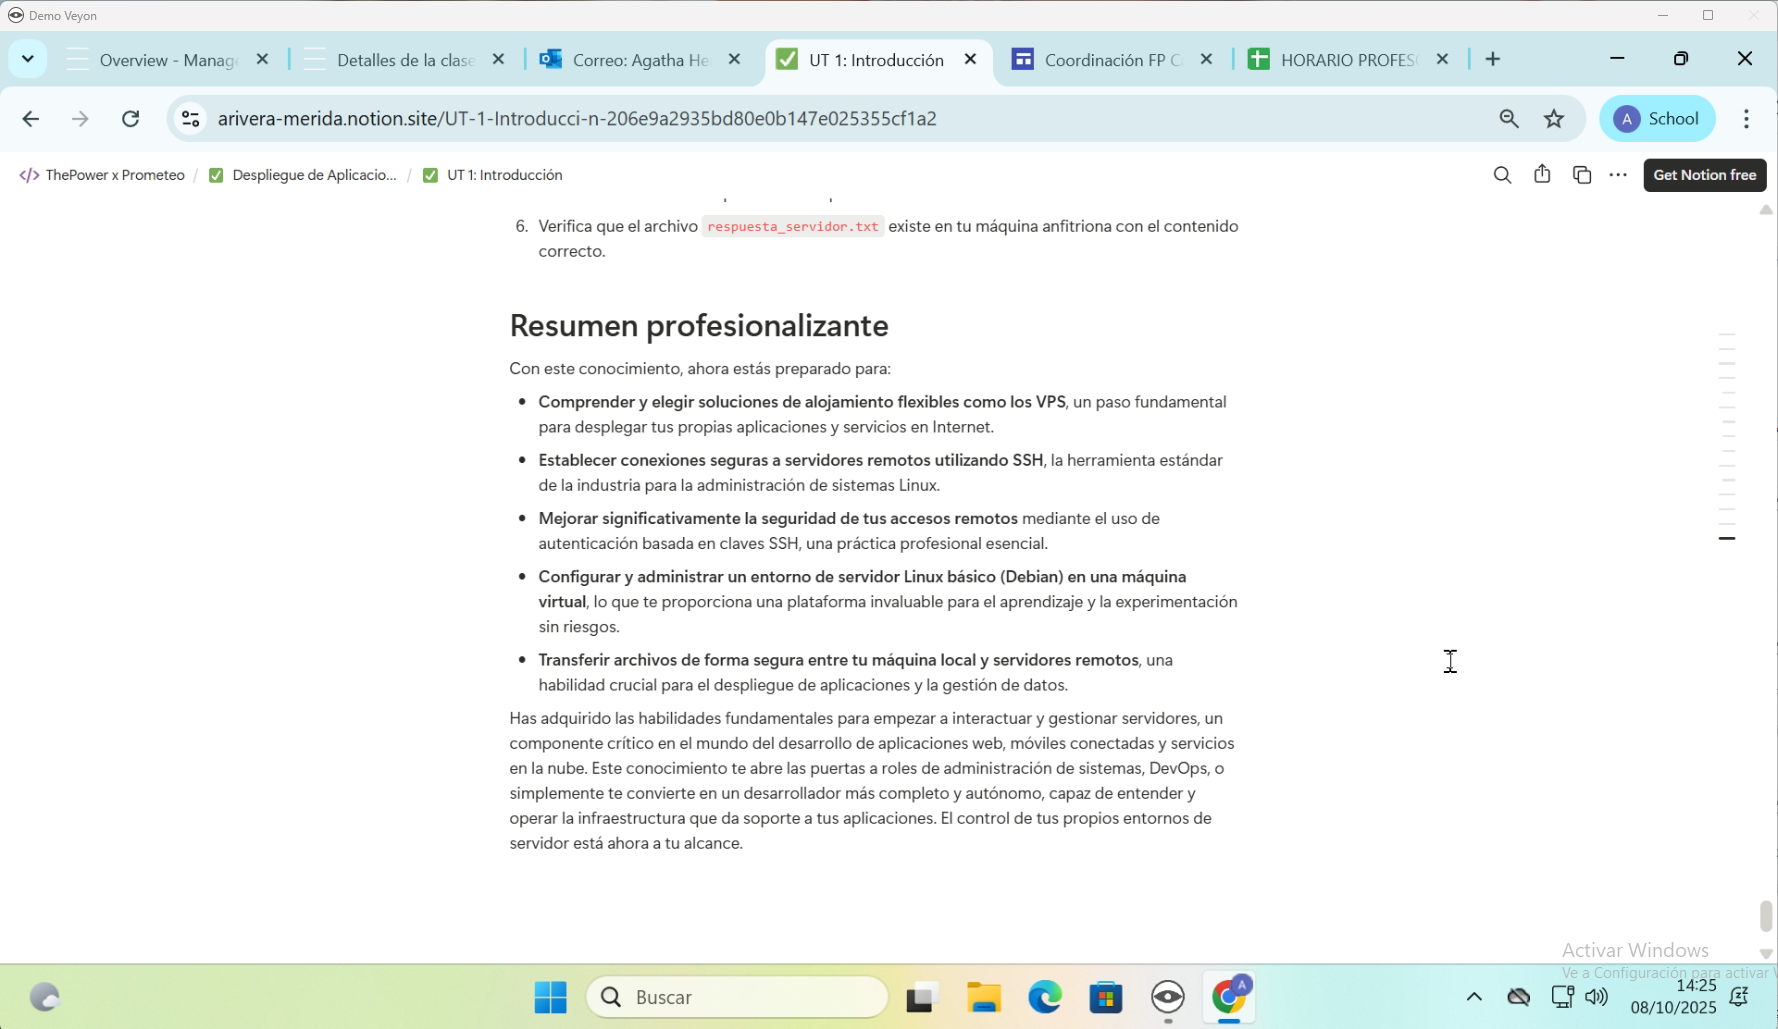 Demo Veyon
Overview - Manag
Detalles de la clase
Correo: Agatha He
UT 1: Introducción
Coordinación FP C
HORARIO PROFES
arivera-merida.notion.site/UT-1-Introducci-n-206e9a2935bd80e0b147e025355cf1a2
A School
ThePower x Prometeo / Despliegue de Aplicacio... / UT 1: Introducción
Get Notion free
6. Verifica que el archivo respuesta_servidor.txt existe en tu máquina anfitriona con el contenido
correcto.
Resumen profesionalizante
Con este conocimiento, ahora estás preparado para:
• Comprender y elegir soluciones de alojamiento flexibles como los VPS, un paso fundamental
para desplegar tus propias aplicaciones y servicios en Internet.
• Establecer conexiones seguras a servidores remotos utilizando SSH, la herramienta estándar
de la industria para la administración de sistemas Linux.
• Mejorar significativamente la seguridad de tus accesos remotos mediante el uso de
autenticación basada en claves SSH, una práctica profesional esencial.
• Configurar y administrar un entorno de servidor Linux básico (Debian) en una máquina
virtual, lo que te proporciona una plataforma invaluable para el aprendizaje y la experimentación
sin riesgos.
• Transferir archivos de forma segura entre tu máquina local y servidores remotos, una
habilidad crucial para el despliegue de aplicaciones y la gestión de datos.
Has adquirido las habilidades fundamentales para empezar a interactuar y gestionar servidores, un
componente crítico en el mundo del desarrollo de aplicaciones web, móviles conectadas y servicios
en la nube. Este conocimiento te abre las puertas a roles de administración de sistemas, DevOps, o
simplemente te convierte en un desarrollador más completo y autónomo, capaz de entender y
operar la infraestructura que da soporte a tus aplicaciones. El control de tus propios entornos de
servidor está ahora a tu alcance.
Activar Windows
Ve a Configuración para activar
Buscar
A
14:25
08/10/2025